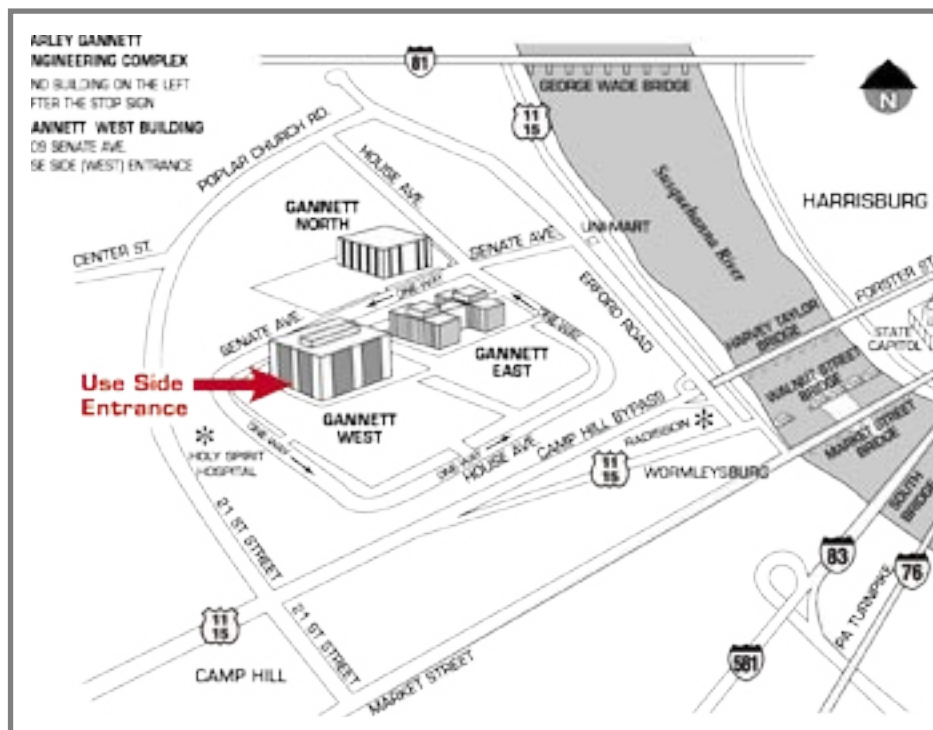 ARLEY GANNETT
NGINEERING COMPLEX
ND BUILDING ON THE LEFT
FTER THE STOP SIGN
ANNETT WEST BUILDING
09 SENATE AVE.
SE SIDE (WEST) ENTRANCE
81
GEORGE WADE BRIDGE
N
11
15
POPLAR CHURCH RD.
HOUSE AVE.
Susquehanna River
HARRISBURG
GANNETT
NORTH
UNI-MART
CENTER ST.
SENATE AVE.
ONE WAY
ERFORD ROAD
FORSTER ST
HARVEY TAYLOR
BRIDGE
STATE
CAPITOL
SENATE AVE
ONE WAY
GANNETT
EAST
WALNUT STREET
BRIDGE
Use Side
Entrance
GANNETT
WEST
CAMP HILL BYPASS
RADISSON
MARKET STREET
BRIDGE
ONE WAY
ONE WAY
HOUSE AVE.
HOLY SPIRIT
HOSPITAL
11
15
WORMLEYSBURG
SOUTH
BRIDGE
21 ST STREET
83
76
PA TURNPIKE
11
15
21 ST STREET
581
CAMP HILL
MARKET STREET